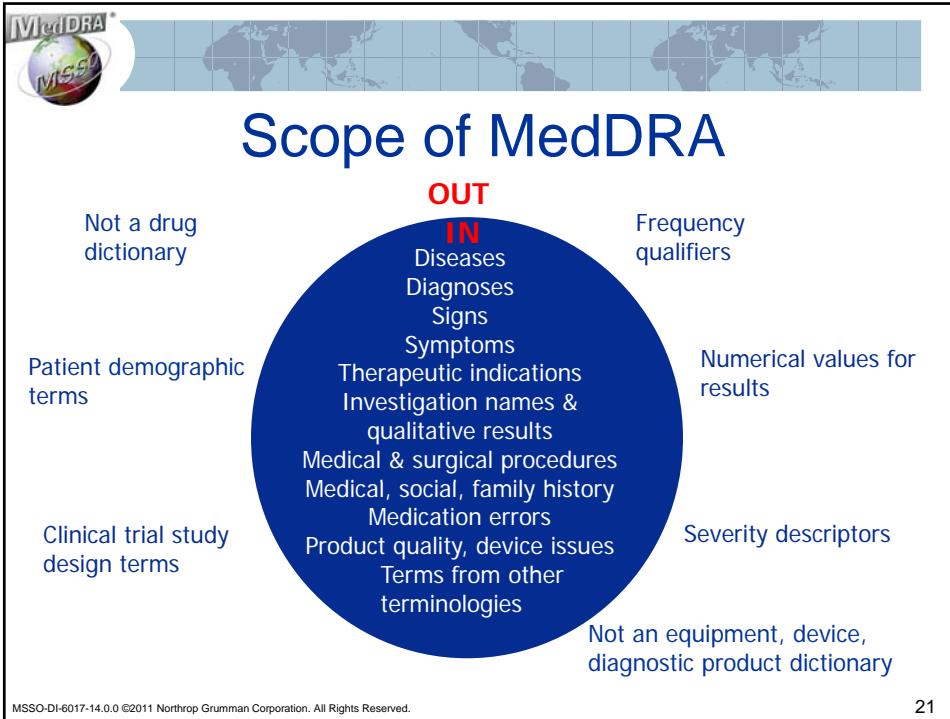 MedDRA
®
MSSO
Scope of MedDRA
OUT
IN
Not a drug
dictionary
Frequency
qualifiers
Diseases
Diagnoses
Signs
Symptoms
Therapeutic indications
Investigation names &
qualitative results
Medical & surgical procedures
Medical, social, family history
Medication errors
Product quality, device issues
Terms from other
terminologies
Patient demographic
terms
Numerical values for
results
Clinical trial study
design terms
Severity descriptors
Not an equipment, device,
diagnostic product dictionary
MSSO-DI-6017-14.0.0 ©2011 Northrop Grumman Corporation. All Rights Reserved.
21